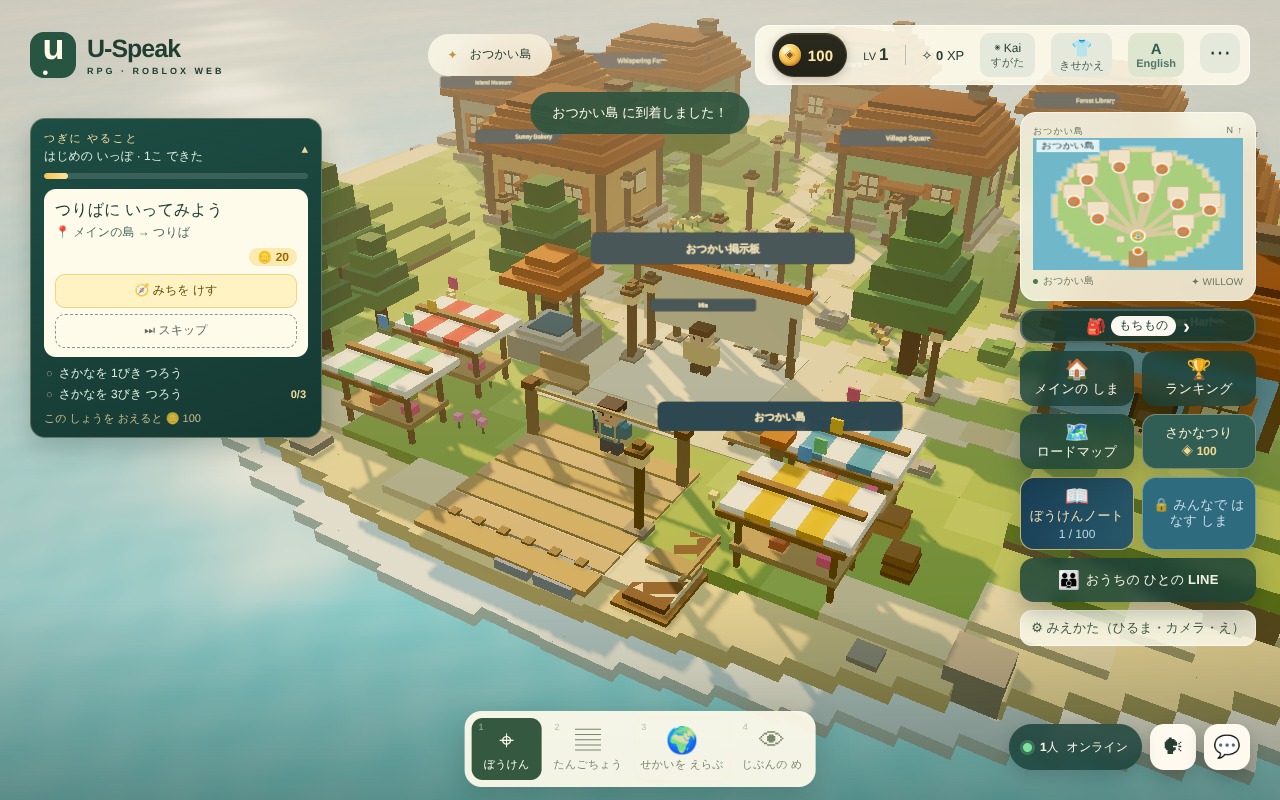 u U-Speak
RPG · ROBLOX WEB
✦ おつかい島
100
LV 1
✧ 0 XP
Kai
すがた
きせかえ
A
English
···
おつかい島 に到着しました！
Island Museum
Sunny Bakery
Village Square
Forest Library
つぎに やること
はじめの いっぽ · 1こ できた
▲
つりばに いってみよう
📍 メインの島 → つりば
🪙 20
🧭 みちを けす
⏭ スキップ
○ さかなを 1ぴき つろう
○ さかなを 3びき つろう 0/3
この しょうを おえると 🪙 100
おつかい掲示板
Mia
おつかい島
おつかい島 N ↑
おつかい島
● おつかい島 ✦ WILLOW
🎒 もちもの ›
🏠 メインの しま
🏆 ランキング
🗺️ ロードマップ
さかなつり
◈ 100
📖 ぼうけんノート
1 / 100
🔒 みんなで は
なす しま
👪 おうちの ひとの LINE
⚙ みえかた（ひるま・カメラ・え）
1 ぼうけん
2 たんごちょう
3 せかいを えらぶ
4 じぶんの め
1人 オンライン